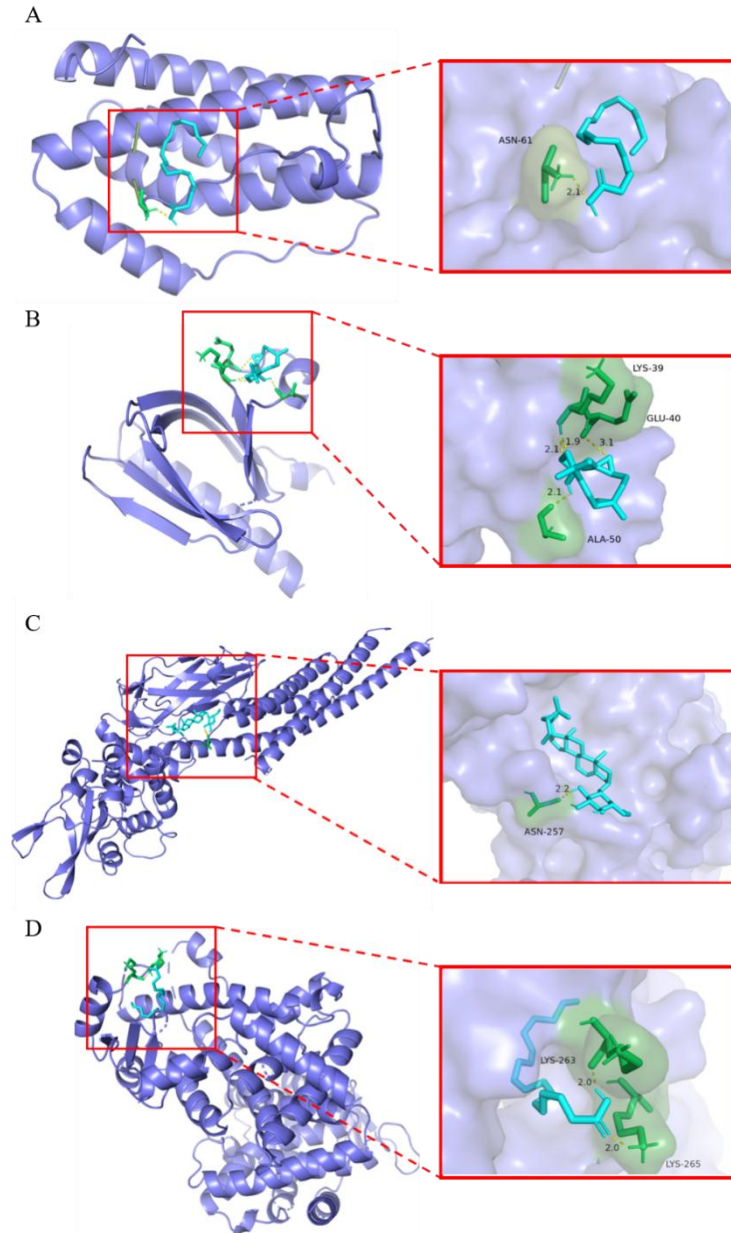 A
ASN-61
2.1
B
LYS-39
GLU-40
2.1 1.9 3.1
2.1
ALA-50
C
2.2
ASN-257
D
LYS-263
2.0
2.0
LYS-265